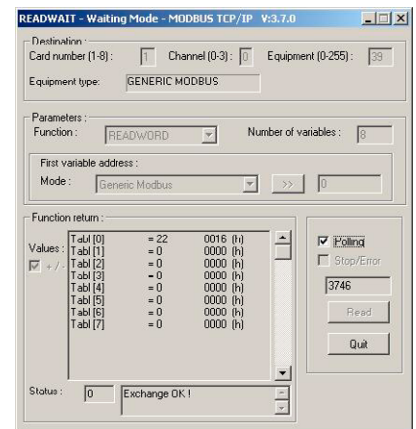 READWAIT - Waiting Mode - MODBUS TCP/IP V:3.7.0
Destination
Card number (1-8) : 1 Channel (0-3) : 0 Equipment (0-255) : 39
Equipment type: GENERIC MODBUS
Parameters :
Function : READWORD Number of variables : 8
First variable address :
Mode : Generic Modbus >> 0
Function return :
Values :
+ / -
Tabl [0] = 22 0016 (h)
Tabl [1] = 0 0000 (h)
Tabl [2] = 0 0000 (h)
Tabl [3] = 0 0000 (h)
Tabl [4] = 0 0000 (h)
Tabl [5] = 0 0000 (h)
Tabl [6] = 0 0000 (h)
Tabl [7] = 0 0000 (h)
Polling
Stop/Error
3746
Read
Quit
Status : 0 Exchange OK !